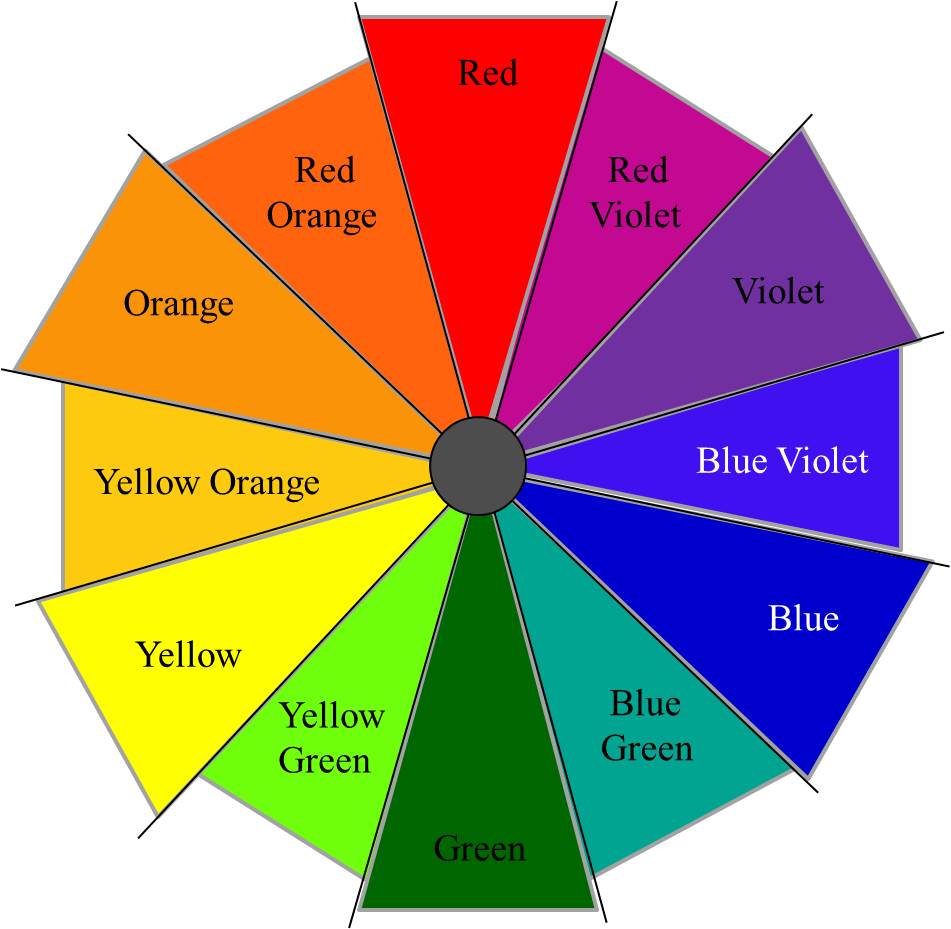 Red
Red
Orange
Red
Violet
Orange
Violet
Yellow Orange
Blue Violet
Yellow
Blue
Yellow
Green
Blue
Green
Green